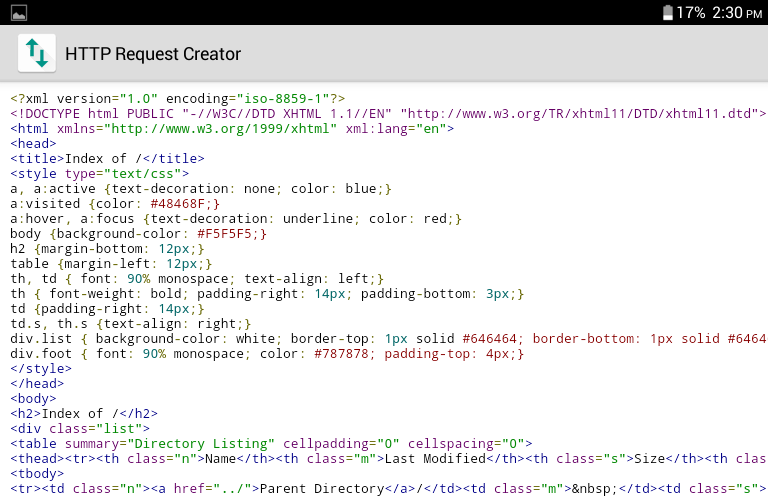 17% 2:30 PM
HTTP Request Creator
<?xml version="1.0" encoding="iso-8859-1"?>
<!DOCTYPE html PUBLIC "-//W3C//DTD XHTML 1.1//EN" "http://www.w3.org/TR/xhtml11/DTD/xhtml11.dtd">
<html xmlns="http://www.w3.org/1999/xhtml" xml:lang="en">
<head>
<title>Index of /</title>
<style type="text/css">
a, a:active {text-decoration: none; color: blue;}
a:visited {color: #48468F;}
a:hover, a:focus {text-decoration: underline; color: red;}
body {background-color: #F5F5F5;}
h2 {margin-bottom: 12px;}
table {margin-left: 12px;}
th, td { font: 90% monospace; text-align: left;}
th { font-weight: bold; padding-right: 14px; padding-bottom: 3px;}
td {padding-right: 14px;}
td.s, th.s {text-align: right;}
div.list { background-color: white; border-top: 1px solid #646464; border-bottom: 1px solid #6464
div.foot { font: 90% monospace; color: #787878; padding-top: 4px;}
</style>
</head>
<body>
<h2>Index of /</h2>
<div class="list">
<table summary="Directory Listing" cellpadding="0" cellspacing="0">
<thead><tr><th class="n">Name</th><th class="m">Last Modified</th><th class="s">Size</th><th clas
<tbody>
<tr><td class="n"><a href="../">Parent Directory</a>/</td><td class="m">&nbsp;</td><td class="s">